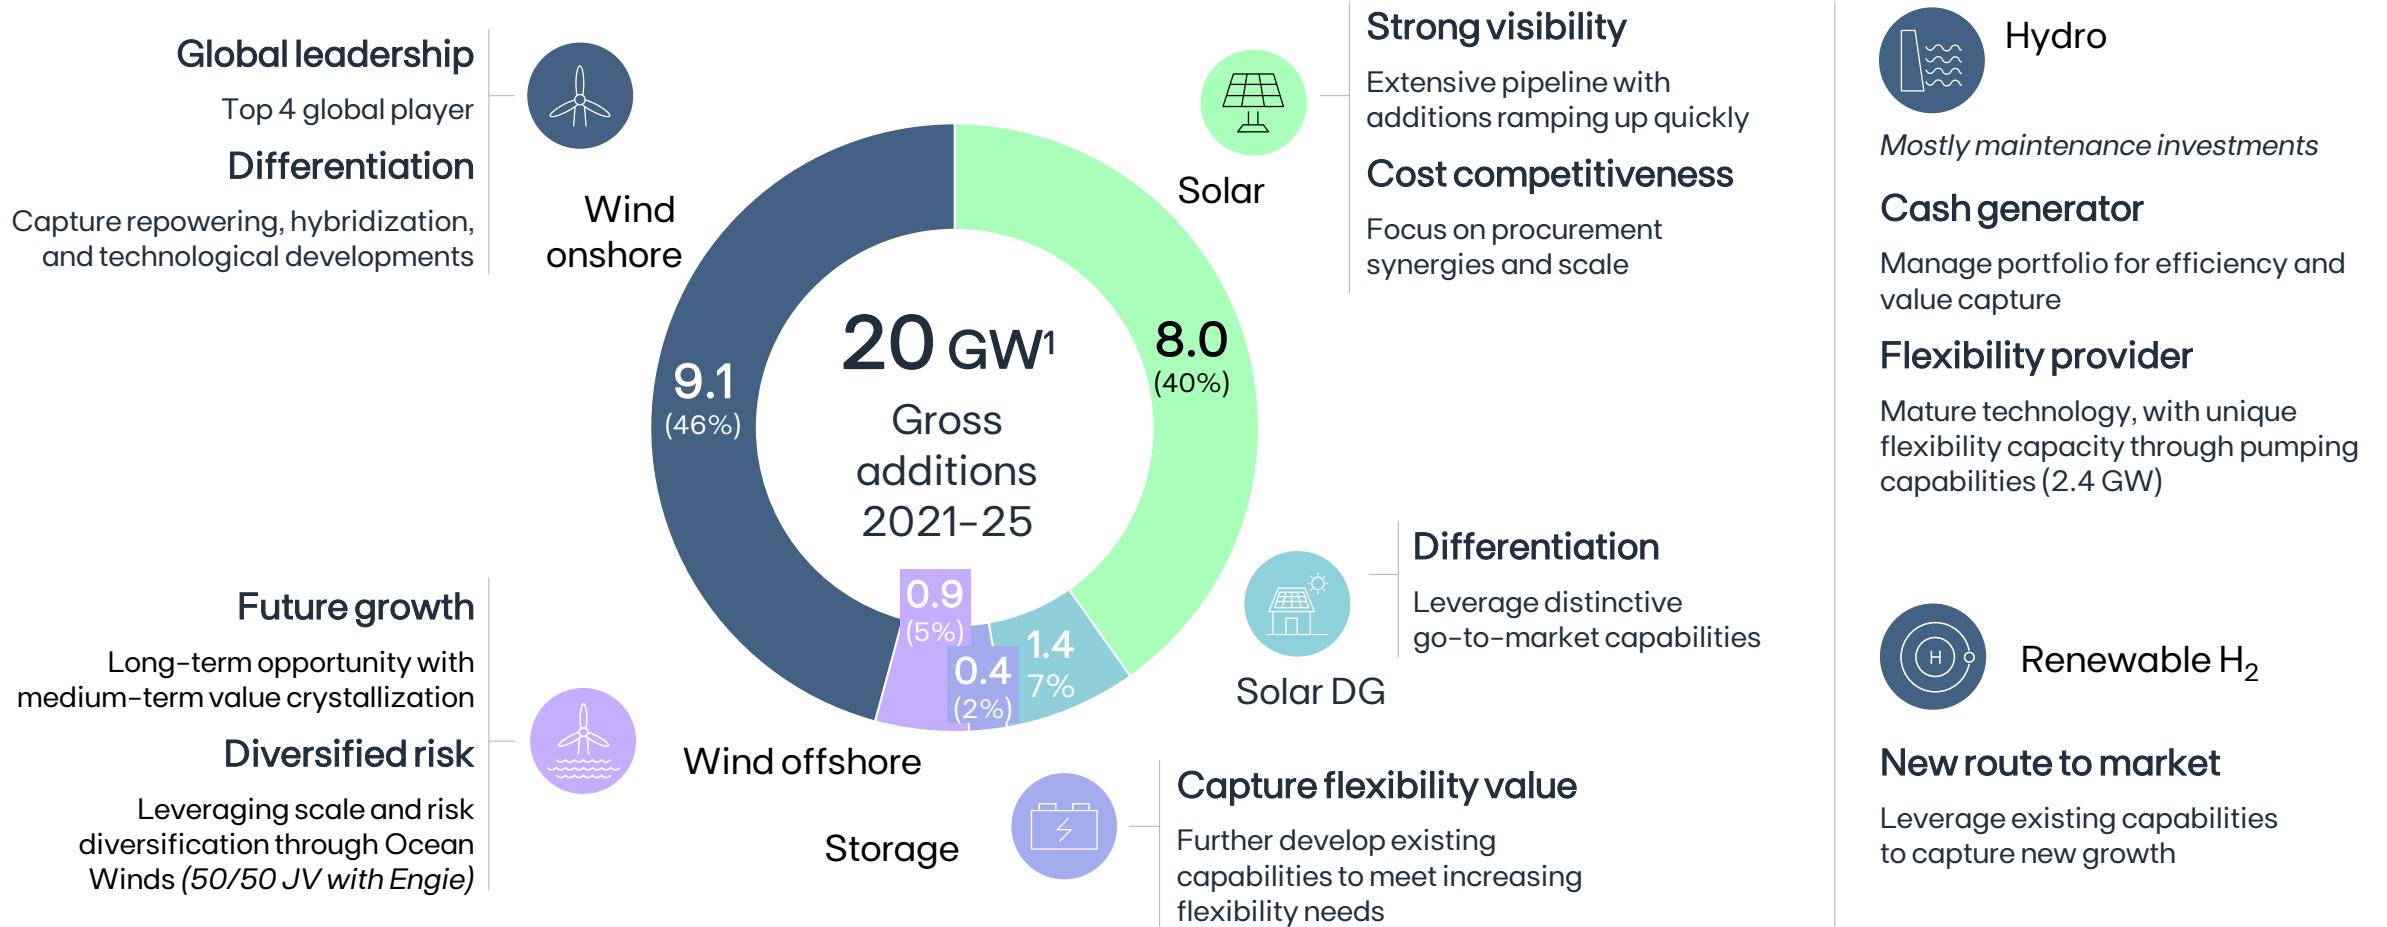 Global leadership
Top 4 global player
Differentiation
Capture repowering, hybridization,
and technological developments
Wind
onshore
Future growth
Long-term opportunity with
medium-term value crystallization
Diversified risk
Leveraging scale and risk
diversification through Ocean
Winds (50/50 JV with Engie)
Wind offshore
20 GW¹
Gross
additions
2021-25
9.1
(46%)
8.0
(40%)
0.9
(5%)
0.4
(2%)
1.4
7%
Solar
Strong visibility
Extensive pipeline with
additions ramping up quickly
Cost competitiveness
Focus on procurement
synergies and scale
Solar DG
Differentiation
Leverage distinctive
go-to-market capabilities
Storage
Capture flexibility value
Further develop existing
capabilities to meet increasing
flexibility needs
Hydro
Mostly maintenance investments
Cash generator
Manage portfolio for efficiency and
value capture
Flexibility provider
Mature technology, with unique
flexibility capacity through pumping
capabilities (2.4 GW)
H
Renewable H₂
New route to market
Leverage existing capabilities
to capture new growth